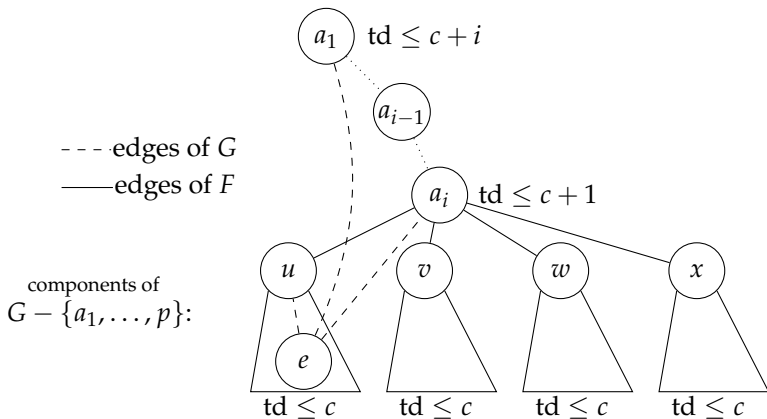 a₁ td ≤ c + i
aᵢ₋₁
edges of G
edges of F
aᵢ td ≤ c + 1
u v w x
components of
G − {a₁, . . . , p}:
e
td ≤ c td ≤ c td ≤ c td ≤ c